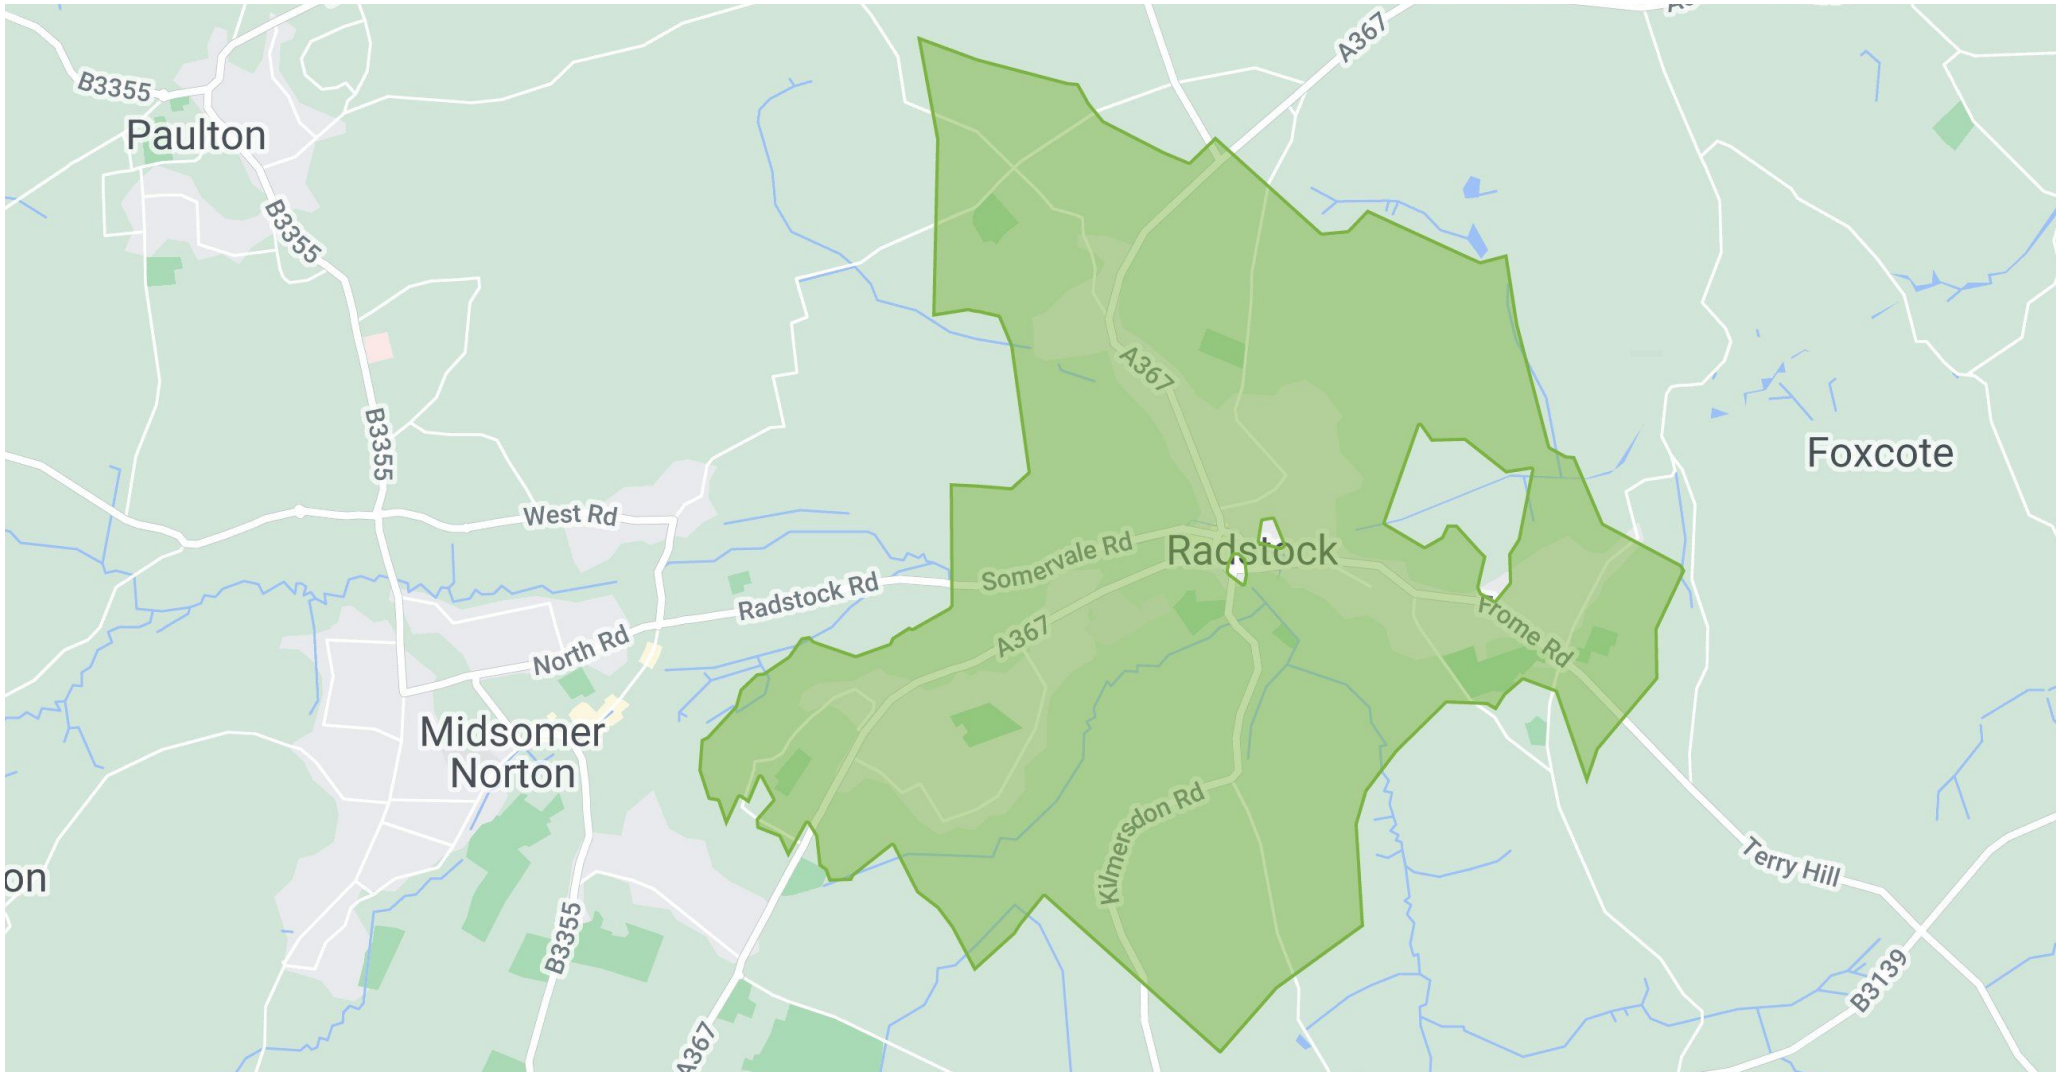 A367
B3355
Paulton
B3355
A367
B3355
Foxcote
West Rd
Somervale Rd
Radstock
Radstock Rd
A367
North Rd
Frome Rd
Midsomer
Norton
Kilmersdon Rd
Terry Hill
on
B3355
B3139
A367